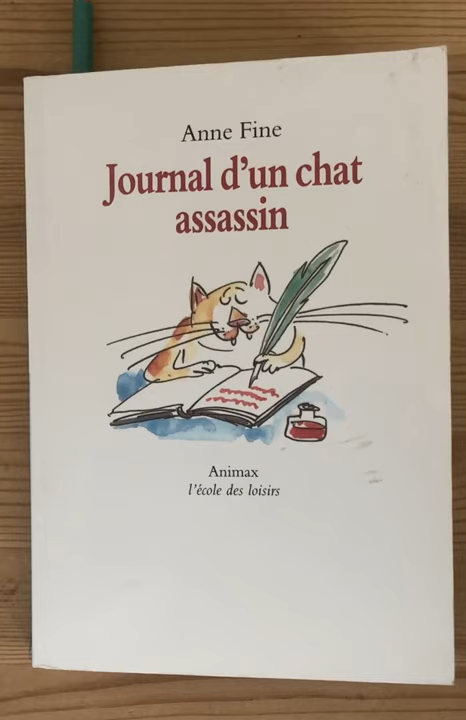 Anne Fine
Journal d'un chat
assassin
Animax
l'école des loisirs